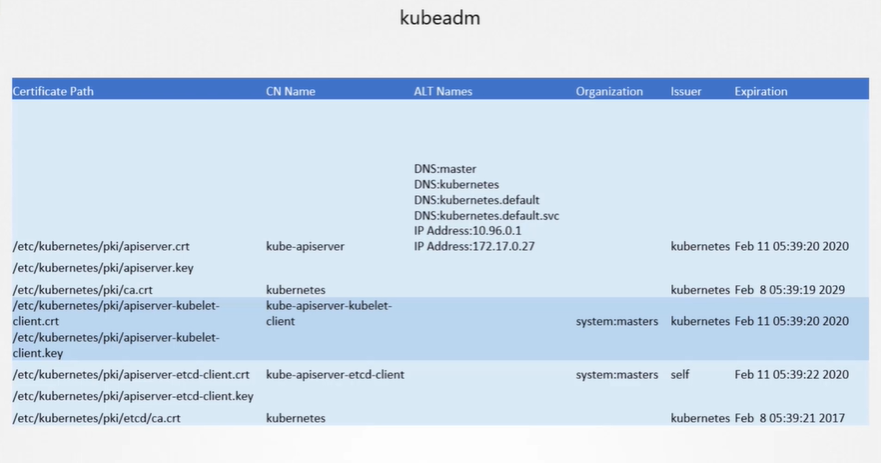 kubeadm
Certificate Path CN Name ALT Names Organization Issuer Expiration
DNS:master
DNS:kubernetes
DNS:kubernetes.default
DNS:kubernetes.default.svc
IP Address:10.96.0.1
/etc/kubernetes/pki/apiserver.crt kube-apiserver IP Address:172.17.0.27 kubernetes Feb 11 05:39:20 2020
/etc/kubernetes/pki/apiserver.key
/etc/kubernetes/pki/ca.crt kubernetes kubernetes Feb 8 05:39:19 2029
/etc/kubernetes/pki/apiserver-kubelet- kube-apiserver-kubelet-
client.crt client system:masters kubernetes Feb 11 05:39:20 2020
/etc/kubernetes/pki/apiserver-kubelet-
client.key
/etc/kubernetes/pki/apiserver-etcd-client.crt kube-apiserver-etcd-client system:masters self Feb 11 05:39:22 2020
/etc/kubernetes/pki/apiserver-etcd-client.key
/etc/kubernetes/pki/etcd/ca.crt kubernetes kubernetes Feb 8 05:39:21 2017